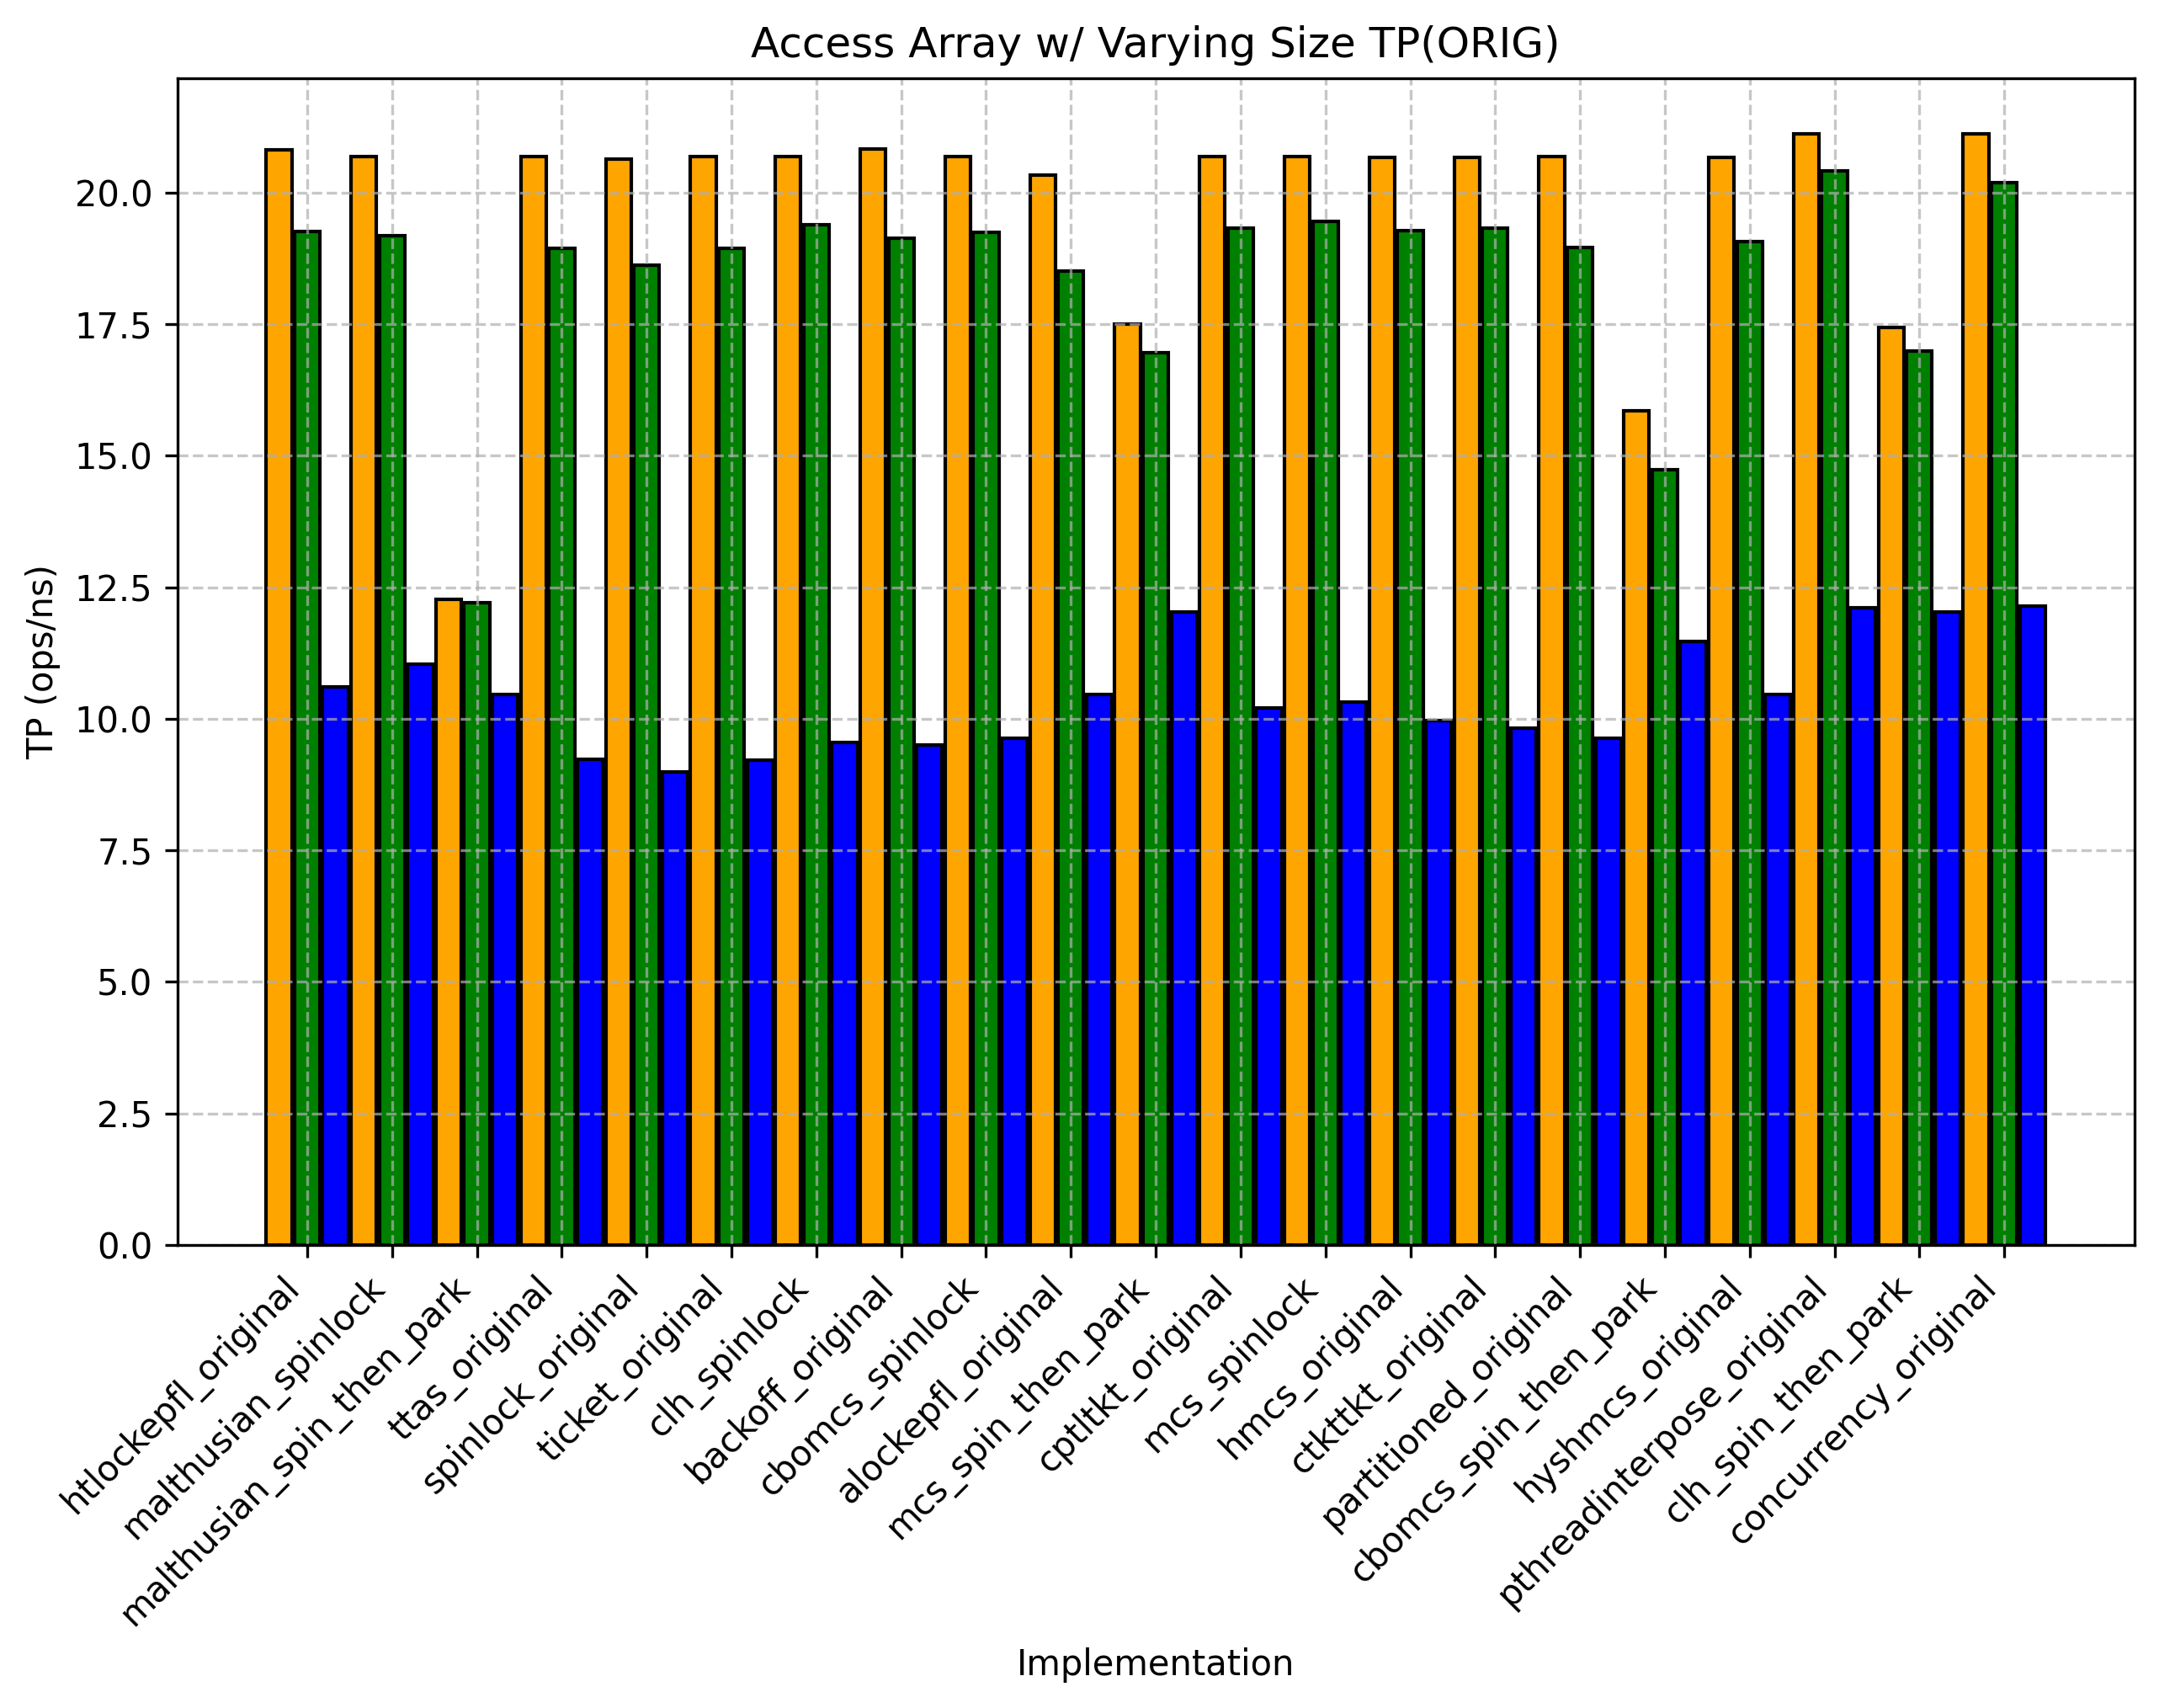 Access Array w/ Varying Size TP(ORIG)
TP (ops/ns)
20.0
17.5
15.0
12.5
10.0
7.5
5.0
2.5
0.0
htlockepfl_original
malthusian_spinlock
malthusian_spin_then_park
ttas_original
spinlock_original
ticket_original
clh_spinlock
backoff_original
cbomcs_spinlock
alockepfl_original
mcs_spin_then_park
cptltkt_original
mcs_spinlock
hmcs_original
ctkttkt_original
partitioned_original
cbomcs_spin_then_park
hyshmcs_original
pthreadinterpose_original
clh_spin_then_park
concurrency_original
Implementation